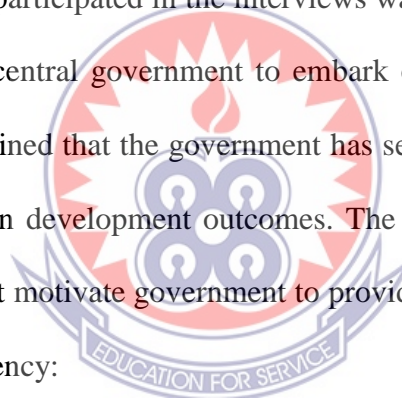 participated in the interviews wa
central government to embark
ined that the government has se
n development outcomes. The
t motivate government to provid
ency:
EDUCATION FOR SERVICE